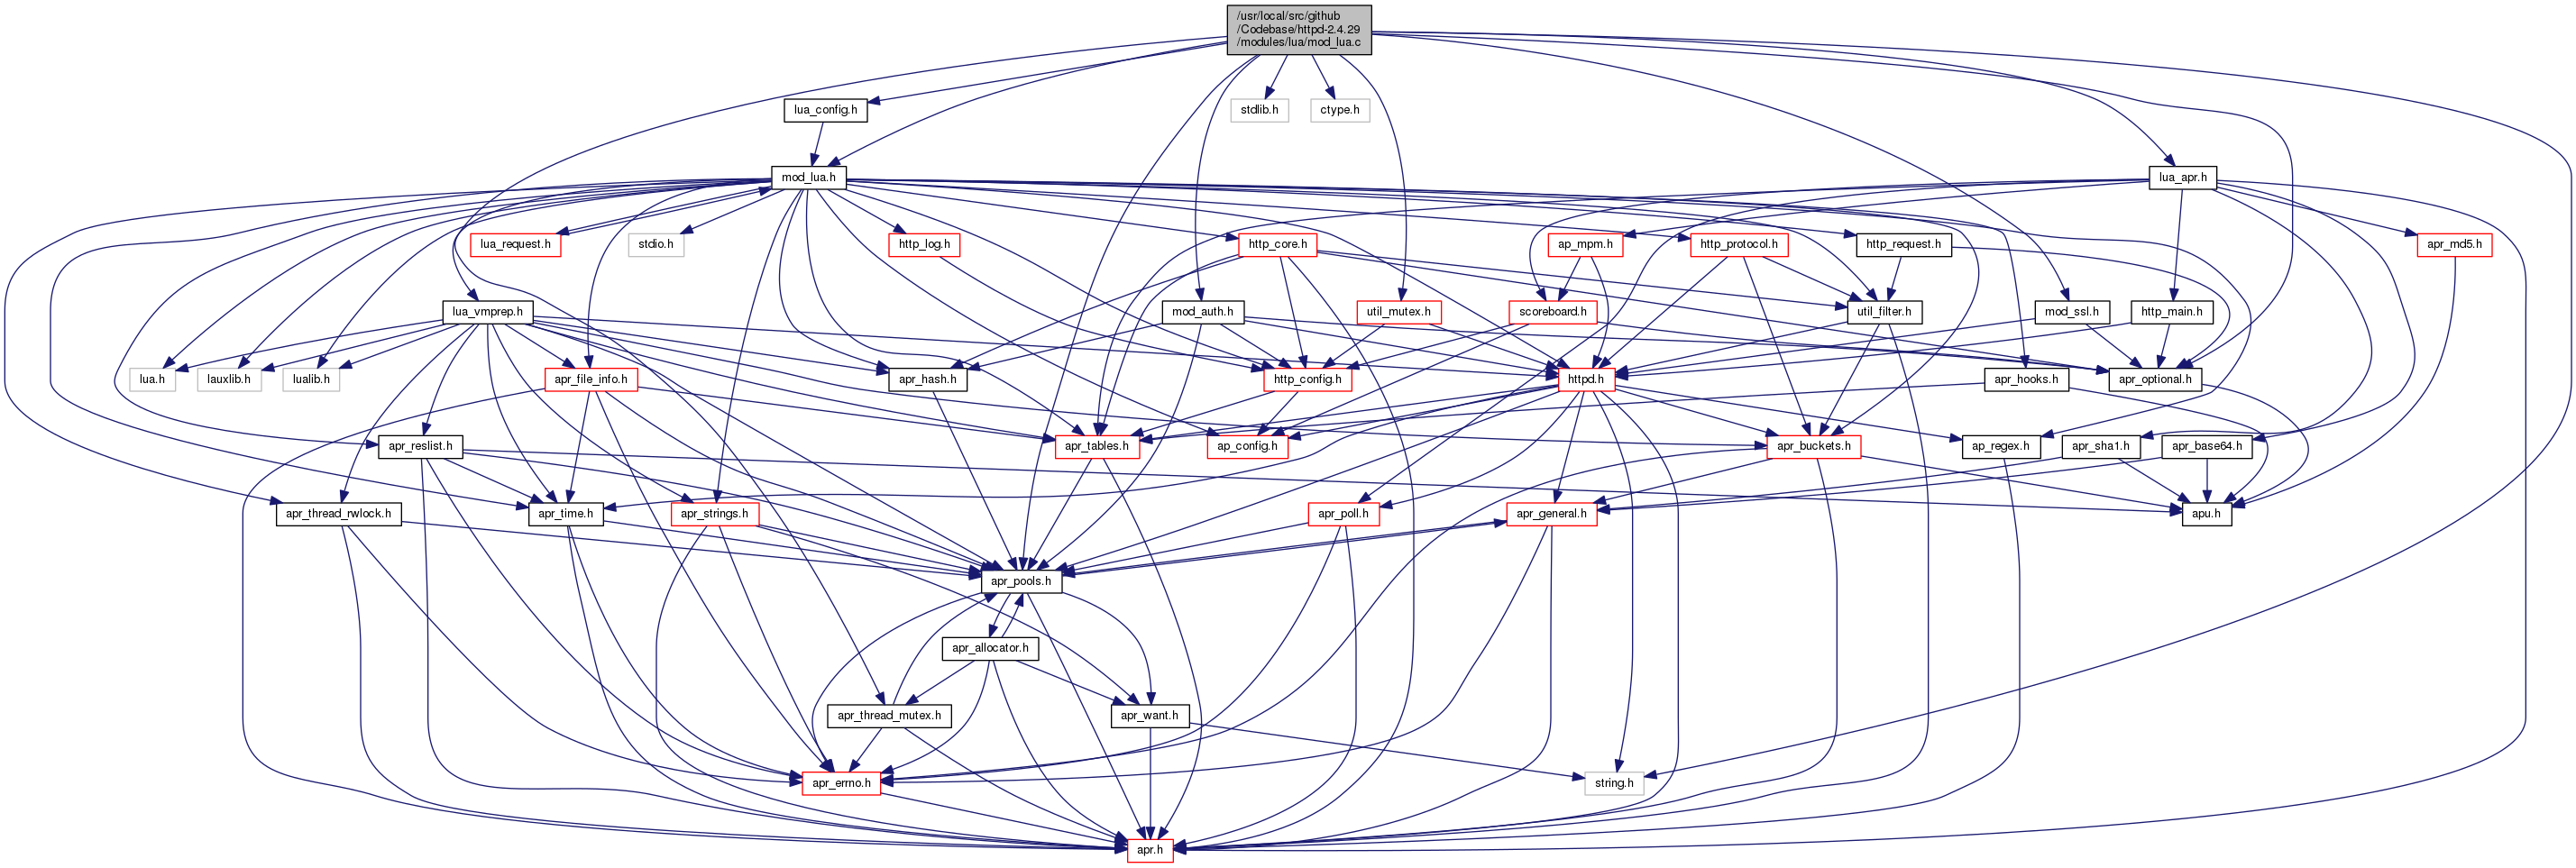 /usr/local/src/github
/Codebase/httpd-2.4.29
/modules/lua/mod_lua.c
lua_config.h
stdlib.h
ctype.h
mod_lua.h
lua_apr.h
lua_request.h
stdio.h
http_log.h
http_core.h
ap_mpm.h
http_protocol.h
http_request.h
apr_md5.h
lua_vmprep.h
mod_auth.h
util_mutex.h
scoreboard.h
util_filter.h
mod_ssl.h
http_main.h
lua.h
lauxlib.h
lualib.h
apr_file_info.h
apr_hash.h
http_config.h
httpd.h
apr_hooks.h
apr_optional.h
apr_reslist.h
apr_tables.h
ap_config.h
apr_buckets.h
ap_regex.h
apr_sha1.h
apr_base64.h
apr_thread_rwlock.h
apr_time.h
apr_strings.h
apr_poll.h
apr_general.h
apu.h
apr_pools.h
apr_allocator.h
apr_thread_mutex.h
apr_want.h
apr_errno.h
string.h
apr.h